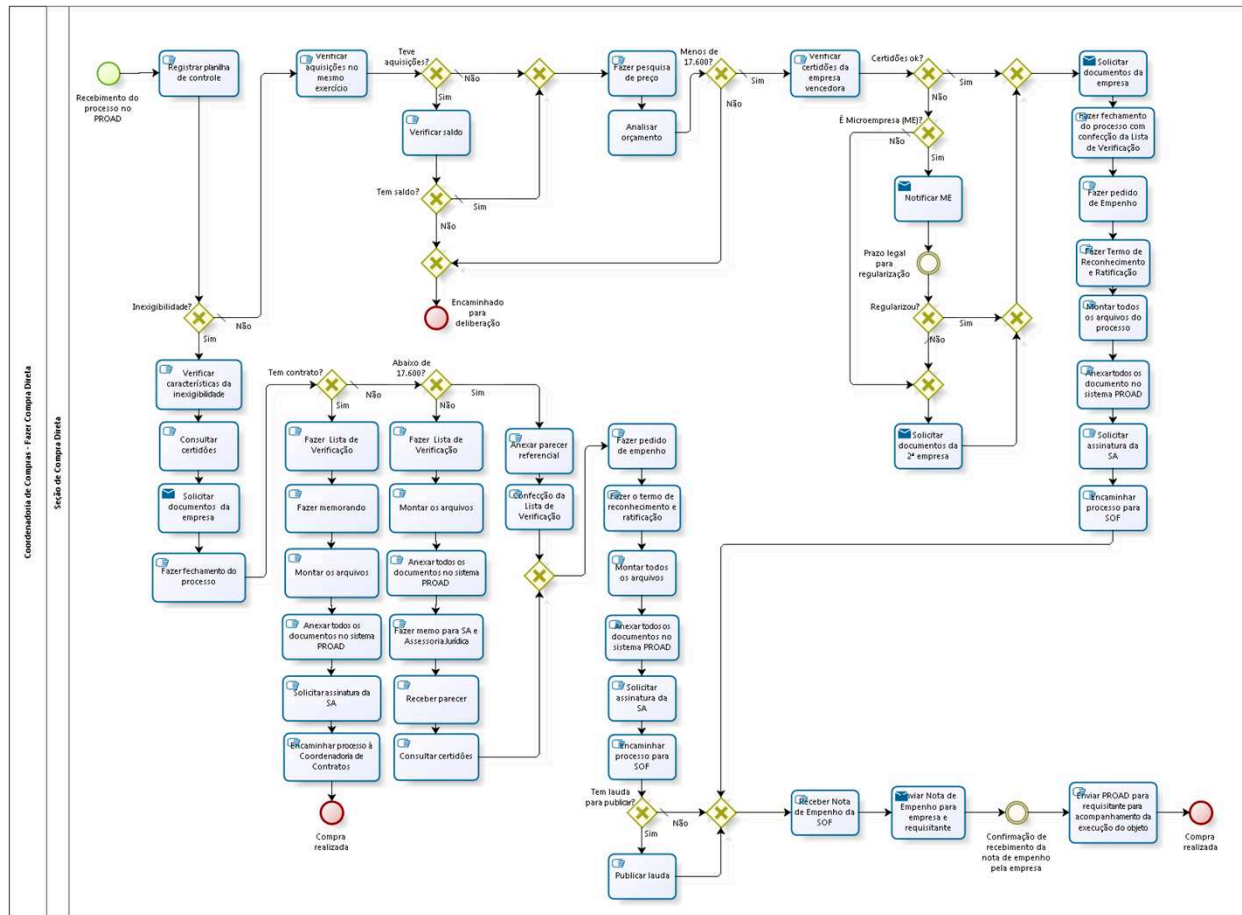 Coordenadoria de Compras - Fazer Compra Direta
Seção de Compra Direta
Recebimento do
processo no
PROAD
Registrar planilha
de controle
Inexigibilidade?
Não
Sim
Verificar
aquisições no
mesmo
exercício
Teve
aquisições?
Não
Sim
Verificar saldo
Tem saldo?
Sim
Não
Encaminhado
para
deliberação
Fazer pesquisa
de preço
Analisar
orçamento
Menos de
17.600?
Sim
Não
Verificar
certidões da
empresa
vencedora
Certidões ok?
Sim
Não
É Microempresa (ME)?
Não
Sim
Notificar ME
Prazo legal
para
regularização
Regularizou?
Sim
Não
Solicitar
documentos da
2ª empresa
Solicitar
documentos da
empresa
Fazer fechamento
do processo com
confecção da Lista
de Verificação
Fazer pedido
de Empenho
Fazer Termo de
Reconhecimento
e Ratificação
Montar todos
os arquivos do
processo
Anexar todos os
documento no
sistema PROAD
Solicitar
assinatura da
SA
Encaminhar
processo para
SOF
Verificar
características da
inexigibilidade
Consultar
certidões
Solicitar
documentos da
empresa
Fazer fechamento do
processo
Tem contrato?
Não
Sim
Fazer Lista de
Verificação
Fazer memorando
Montar os arquivos
Anexar todos os
documentos no sistema
PROAD
Solicitar assinatura da
SA
Encaminhar processo à
Coordenadoria de
Contratos
Compra
realizada
Abaixo de
17.600?
Sim
Não
Fazer Lista de
Verificação
Montar os arquivos
Anexar todos os
documentos no sistema
PROAD
Fazer memo para SA e
Assessoria Jurídica
Receber parecer
Consultar certidões
Anexar parecer
referencial
Confecção da
Lista de
Verificação
Fazer pedido
de empenho
Fazer o termo de
reconhecimento e
ratificação
Montar todos
os arquivos
Anexar todos os
documentos no
sistema PROAD
Solicitar
assinatura da
SA
Encaminhar
processo para
SOF
Tem lauda
para publicar?
Não
Sim
Publicar lauda
Receber Nota
de Empenho da
SOF
Enviar Nota de
Empenho para
empresa e
requisitante
Confirmação de
recebimento da
nota de empenho
pela empresa
Enviar PROAD para
requisitante para
acompanhamento da
execução do objeto
Compra
realizada